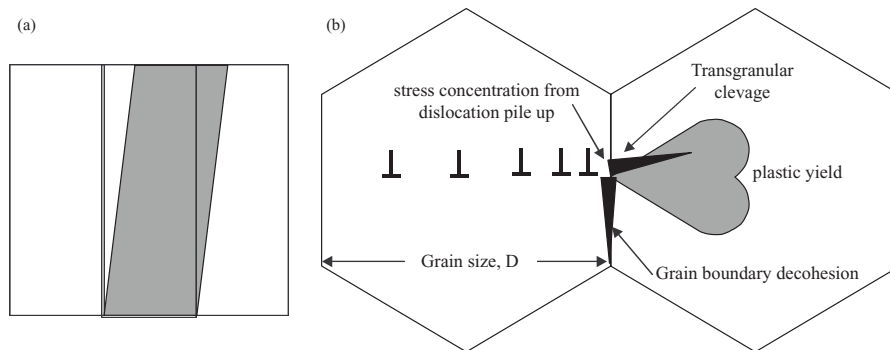 (a)
(b)
Transgranular
clevage
stress concentration from
dislocation pile up
plastic yield
Grain size, D
Grain boundary decohesion